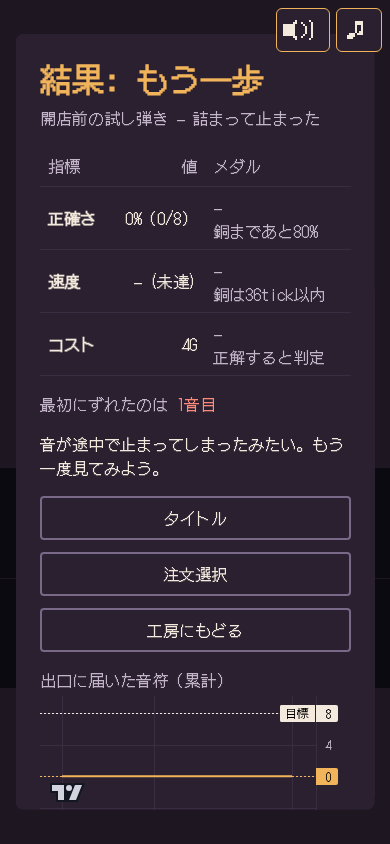 結果: もう一歩
開店前の試し弾き – 詰まって止まった
指標 値 メダル
正確さ 0% (0/8) –
銅まであと80%
速度 – (未達) –
銅は36tick以内
コスト 4G –
正解すると判定
最初にずれたのは 1音目
音が途中で止まってしまったみたい。もう
一度見てみよう。
タイトル
注文選択
工房にもどる
出口に届いた音符 (累計)
目標 8
4
0